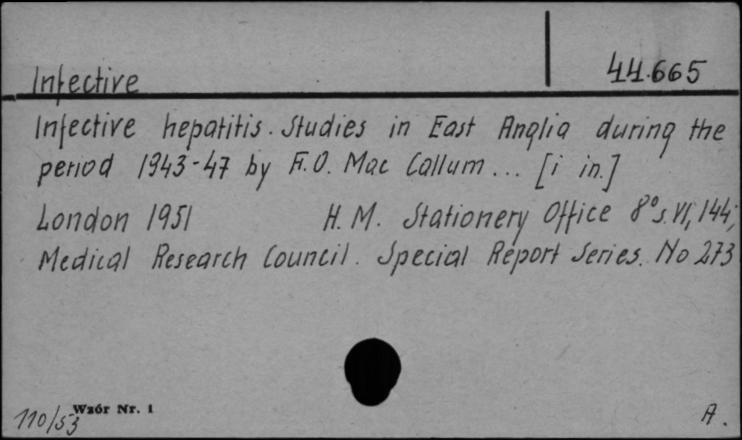 Infective
44.665
Infective hepatitis. Studies in East Anglia during the
period 1943-47 by F.O. Mac Callum ... [i in.]
London 1951 H. M. Stationery Office 8° s. VI, 144,
Medical Research Council. Special Report Series. No 273
Wzór Nr. 1
110/53
A.